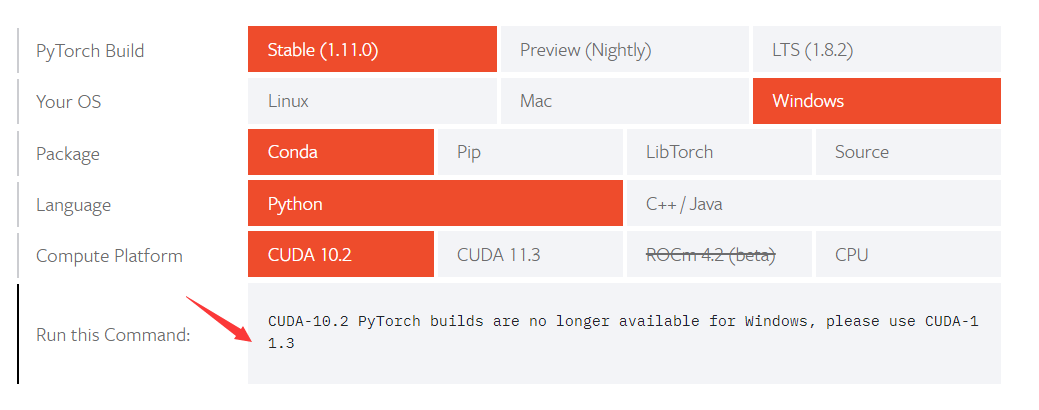 PyTorch Build Stable (1.11.0) Preview (Nightly) LTS (1.8.2)
Your OS Linux Mac Windows
Package Conda Pip LibTorch Source
Language Python C++ / Java
Compute Platform CUDA 10.2 CUDA 11.3 ROCm 4.2 (beta) CPU
Run this Command: CUDA-10.2 PyTorch builds are no longer available for Windows, please use CUDA-1
1.3